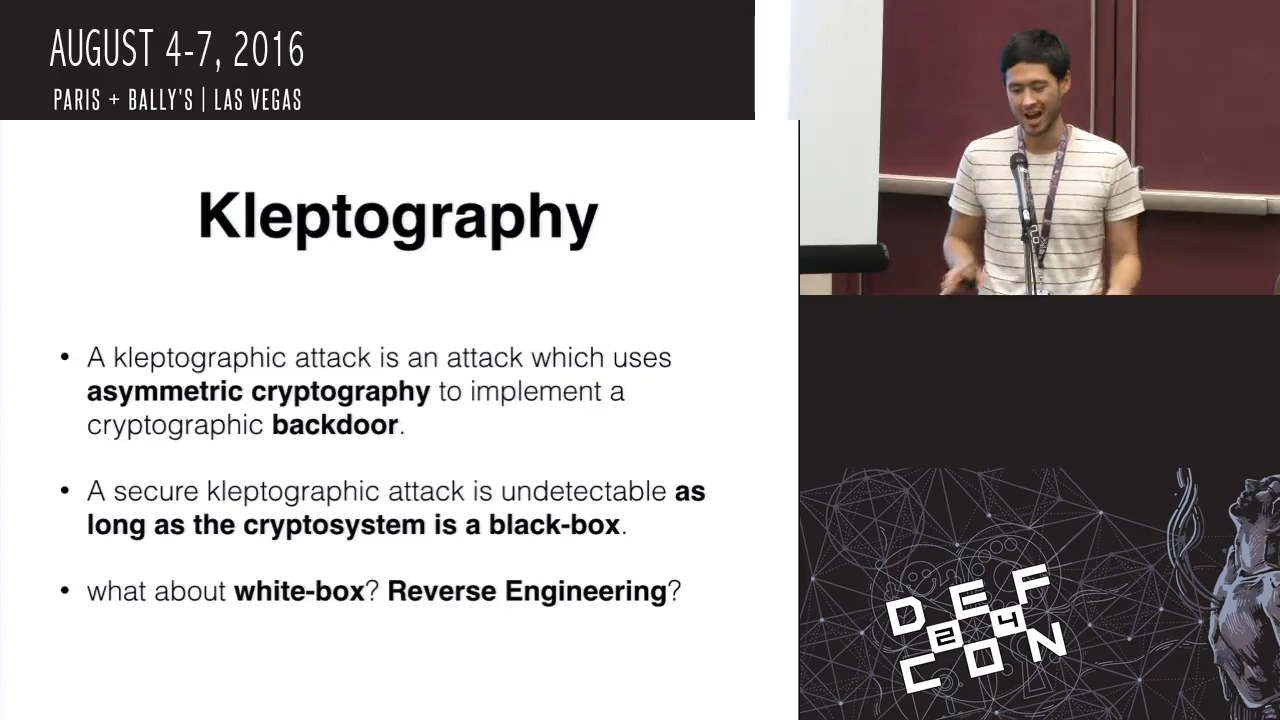 AUGUST 4-7, 2016
PARIS + BALLY'S | LAS VEGAS
Kleptography
• A kleptographic attack is an attack which uses
asymmetric cryptography to implement a
cryptographic backdoor.
• A secure kleptographic attack is undetectable as
long as the cryptosystem is a black-box.
• what about white-box? Reverse Engineering?
DEF
24
CON